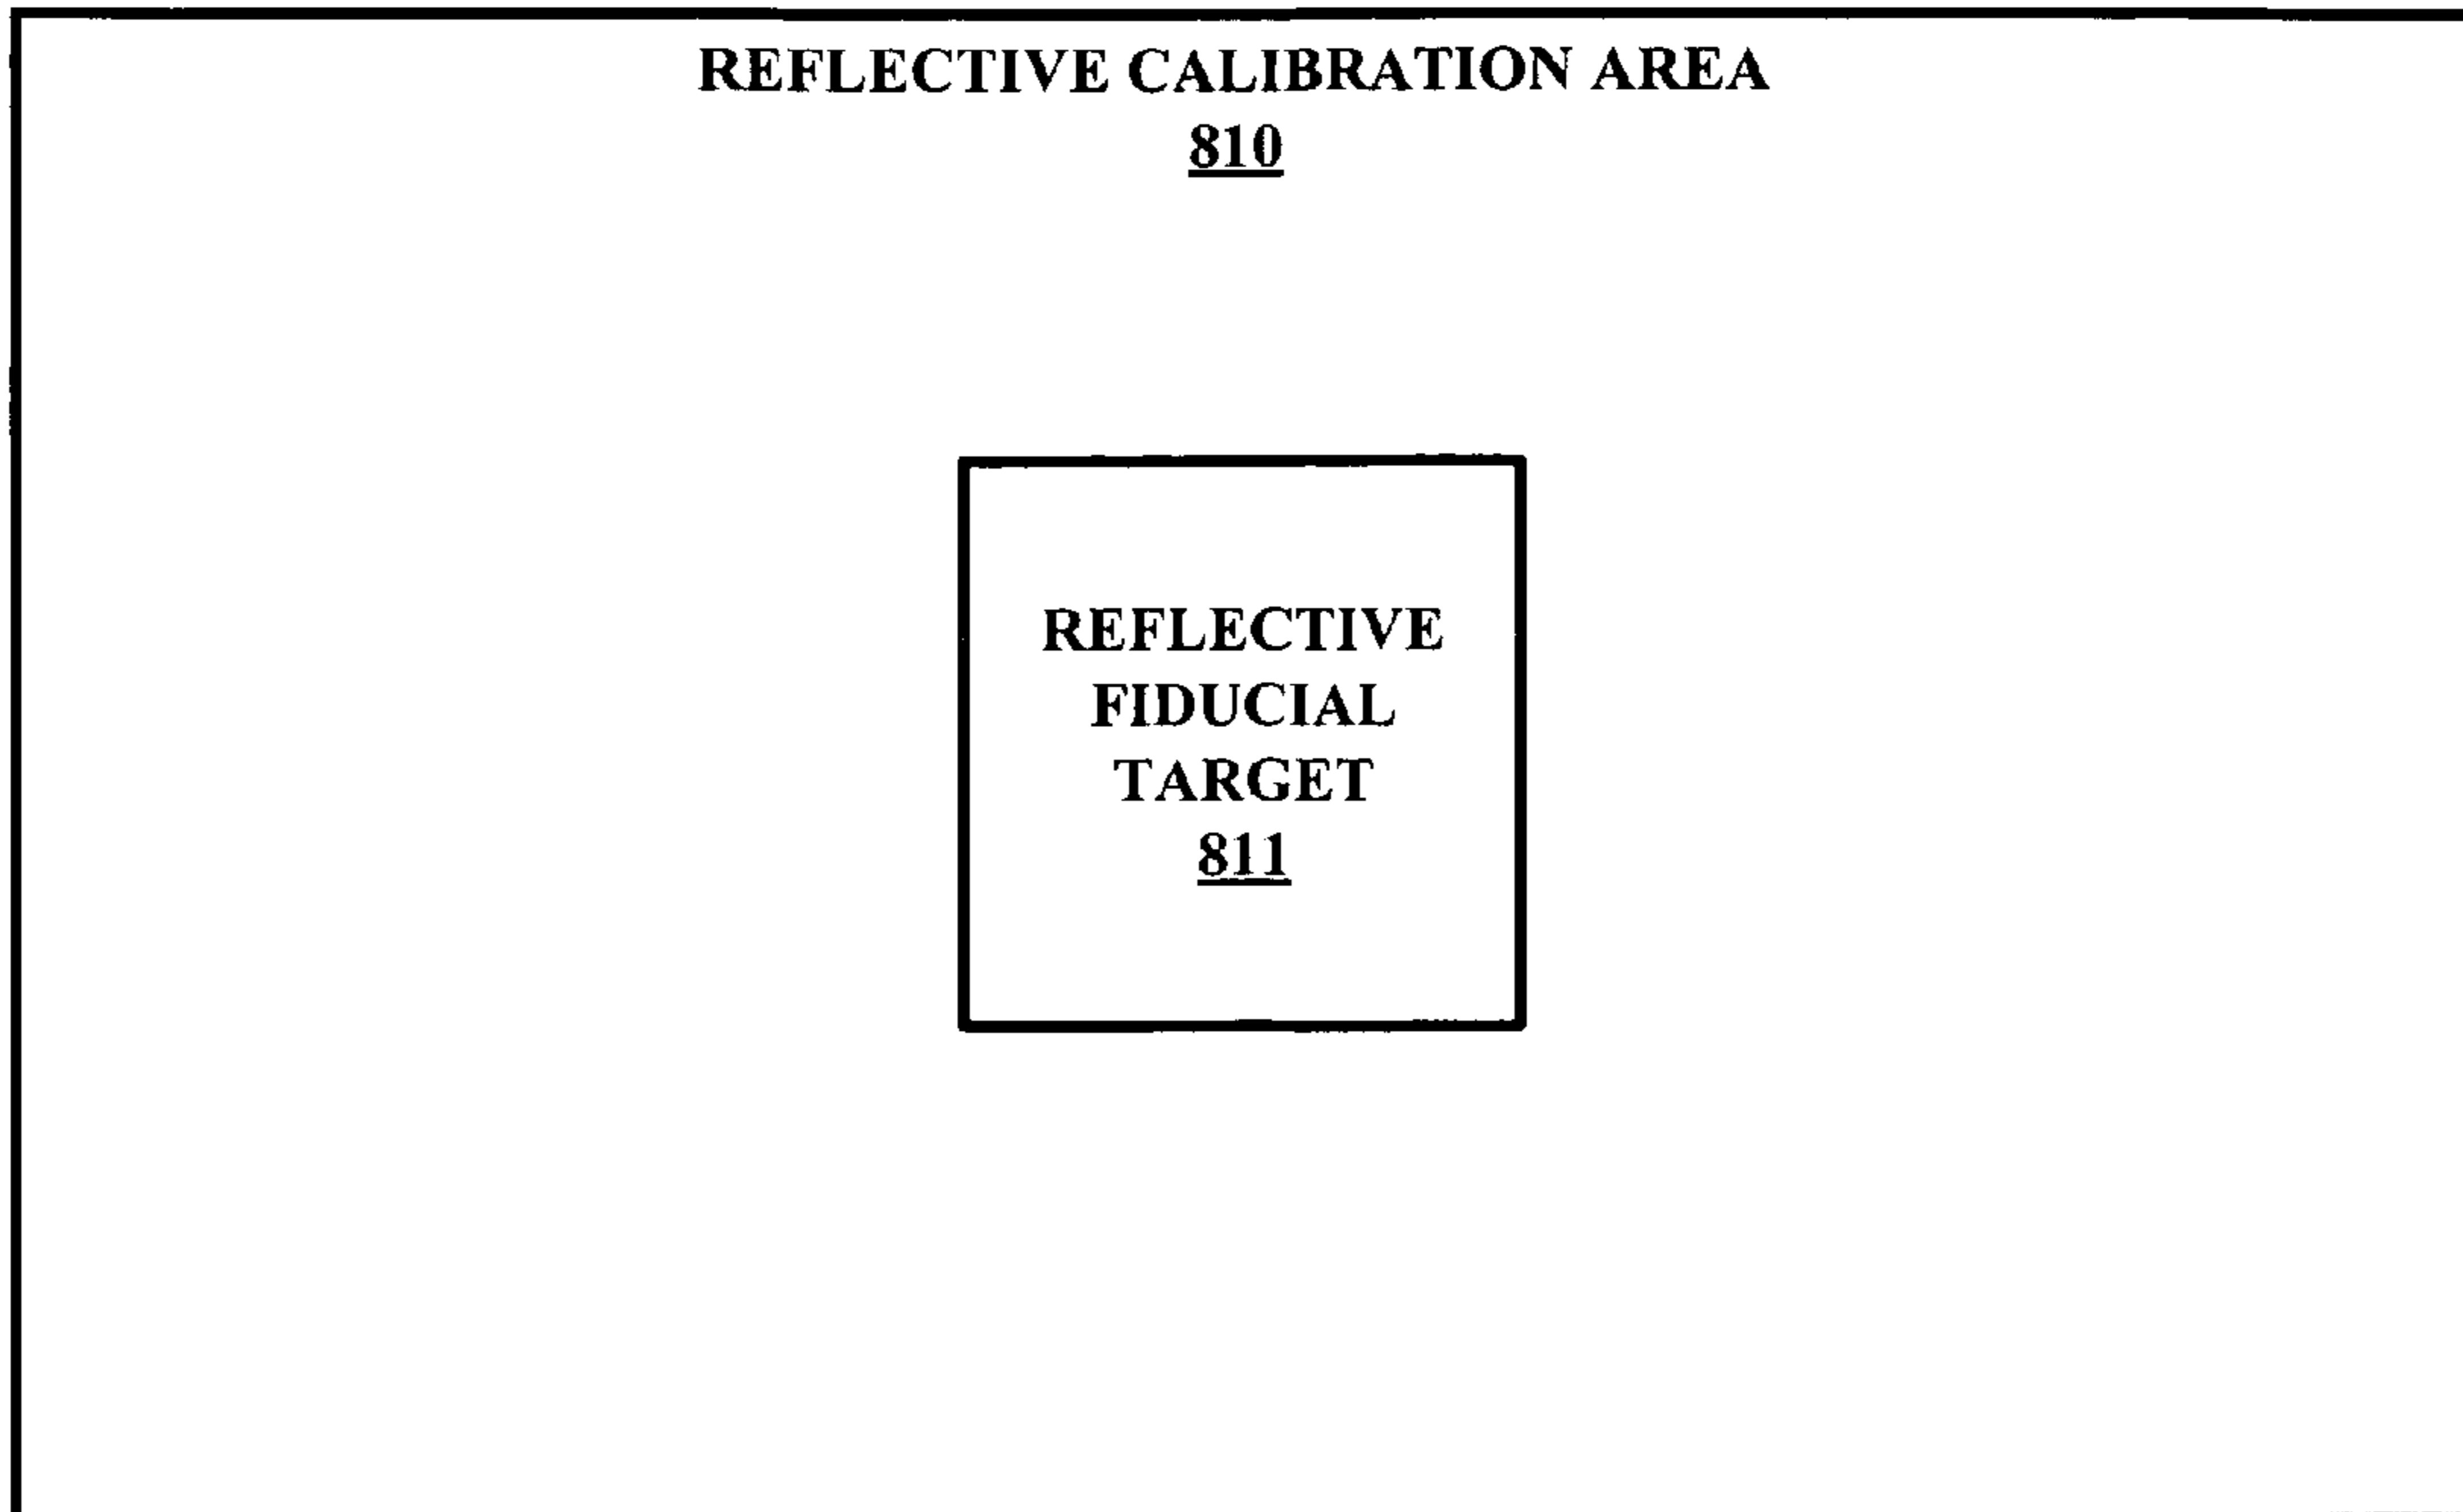 REFLECTIVE CALIBRATION AREA
810
REFLECTIVE
FIDUCIAL
TARGET
811